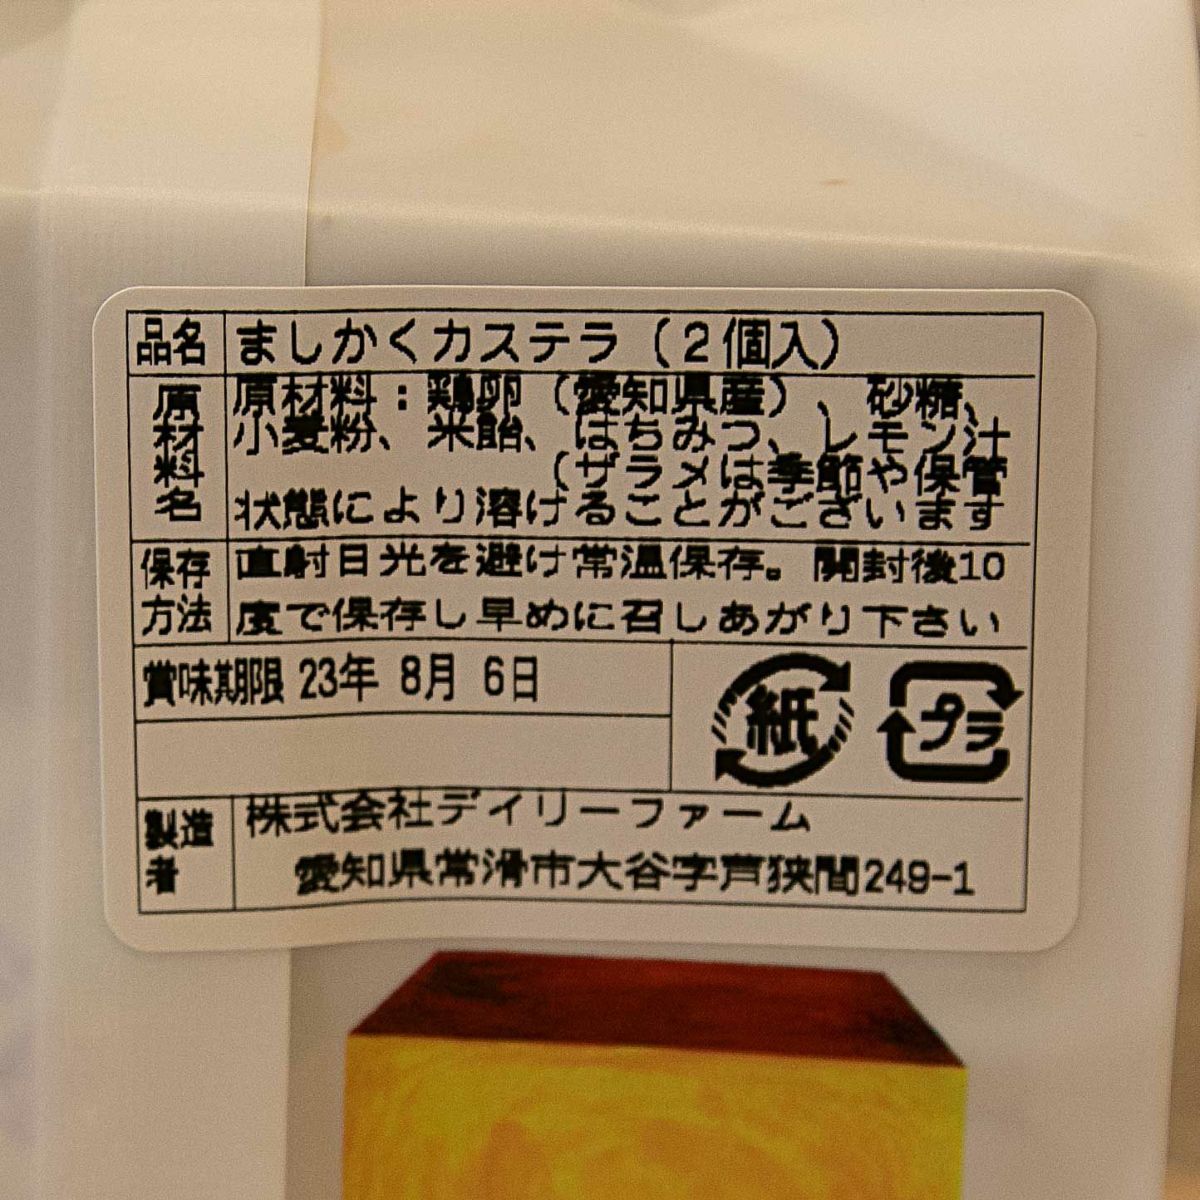 品名 ましかくカステラ（2個入）
原材料名 原材料：鶏卵（愛知県産）、砂糖、
小麦粉、米飴、はちみつ、レモン汁
（ザラメは季節や保管
状態により溶けることがございます
保存方法 直射日光を避け常温保存。開封後10
度で保存し早めに召しあがり下さい
賞味期限 23年 8月 6日
紙 プラ
製造者 株式会社デイリーファーム
愛知県常滑市大谷字芦狭間249-1